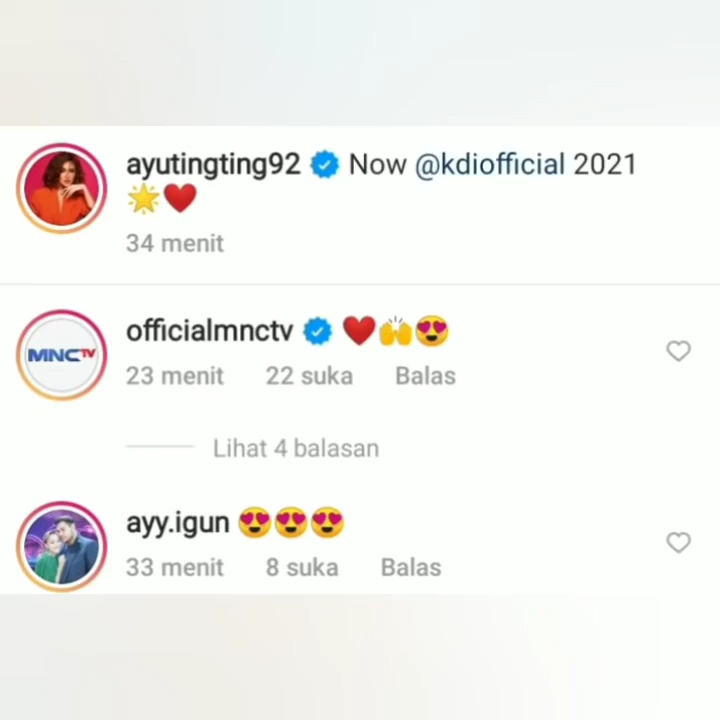 ayutingting92 Now @kdiofficial 2021
🌟❤️
34 menit
MNCTV
officialmnctv ❤️🙌😍
23 menit 22 suka Balas
Lihat 4 balasan
ayy.igun 😍😍😍
33 menit 8 suka Balas